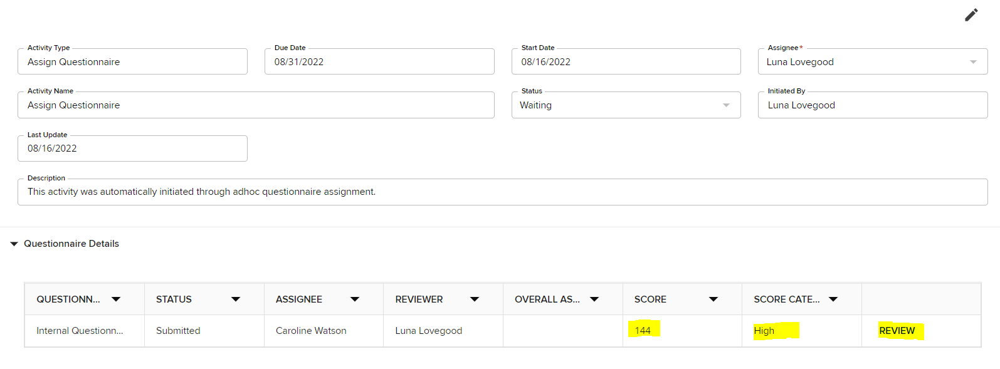 Activity Type
Assign Questionnaire
Due Date
08/31/2022
Start Date
08/16/2022
Assignee*
Luna Lovegood
Activity Name
Assign Questionnaire
Status
Waiting
Initiated By
Luna Lovegood
Last Update
08/16/2022
Description
This activity was automatically initiated through adhoc questionnaire assignment.
Questionnaire Details
QUESTIONN... STATUS ASSIGNEE REVIEWER OVERALL AS... SCORE SCORE CATE...
Internal Questionn... Submitted Caroline Watson Luna Lovegood 144 High REVIEW